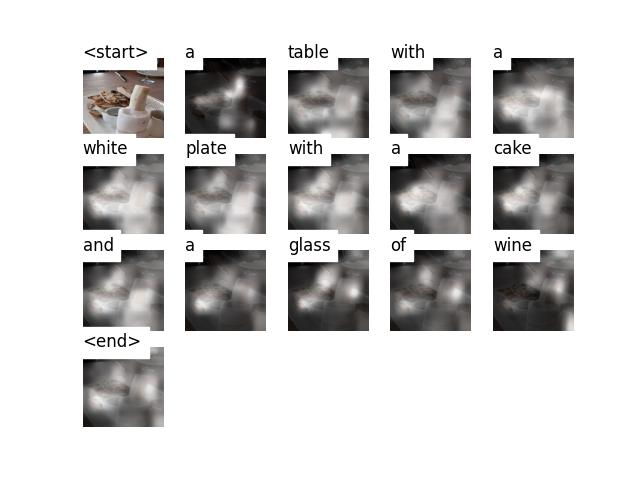 <start> a table with a
white plate with a cake
and a glass of wine
<end>